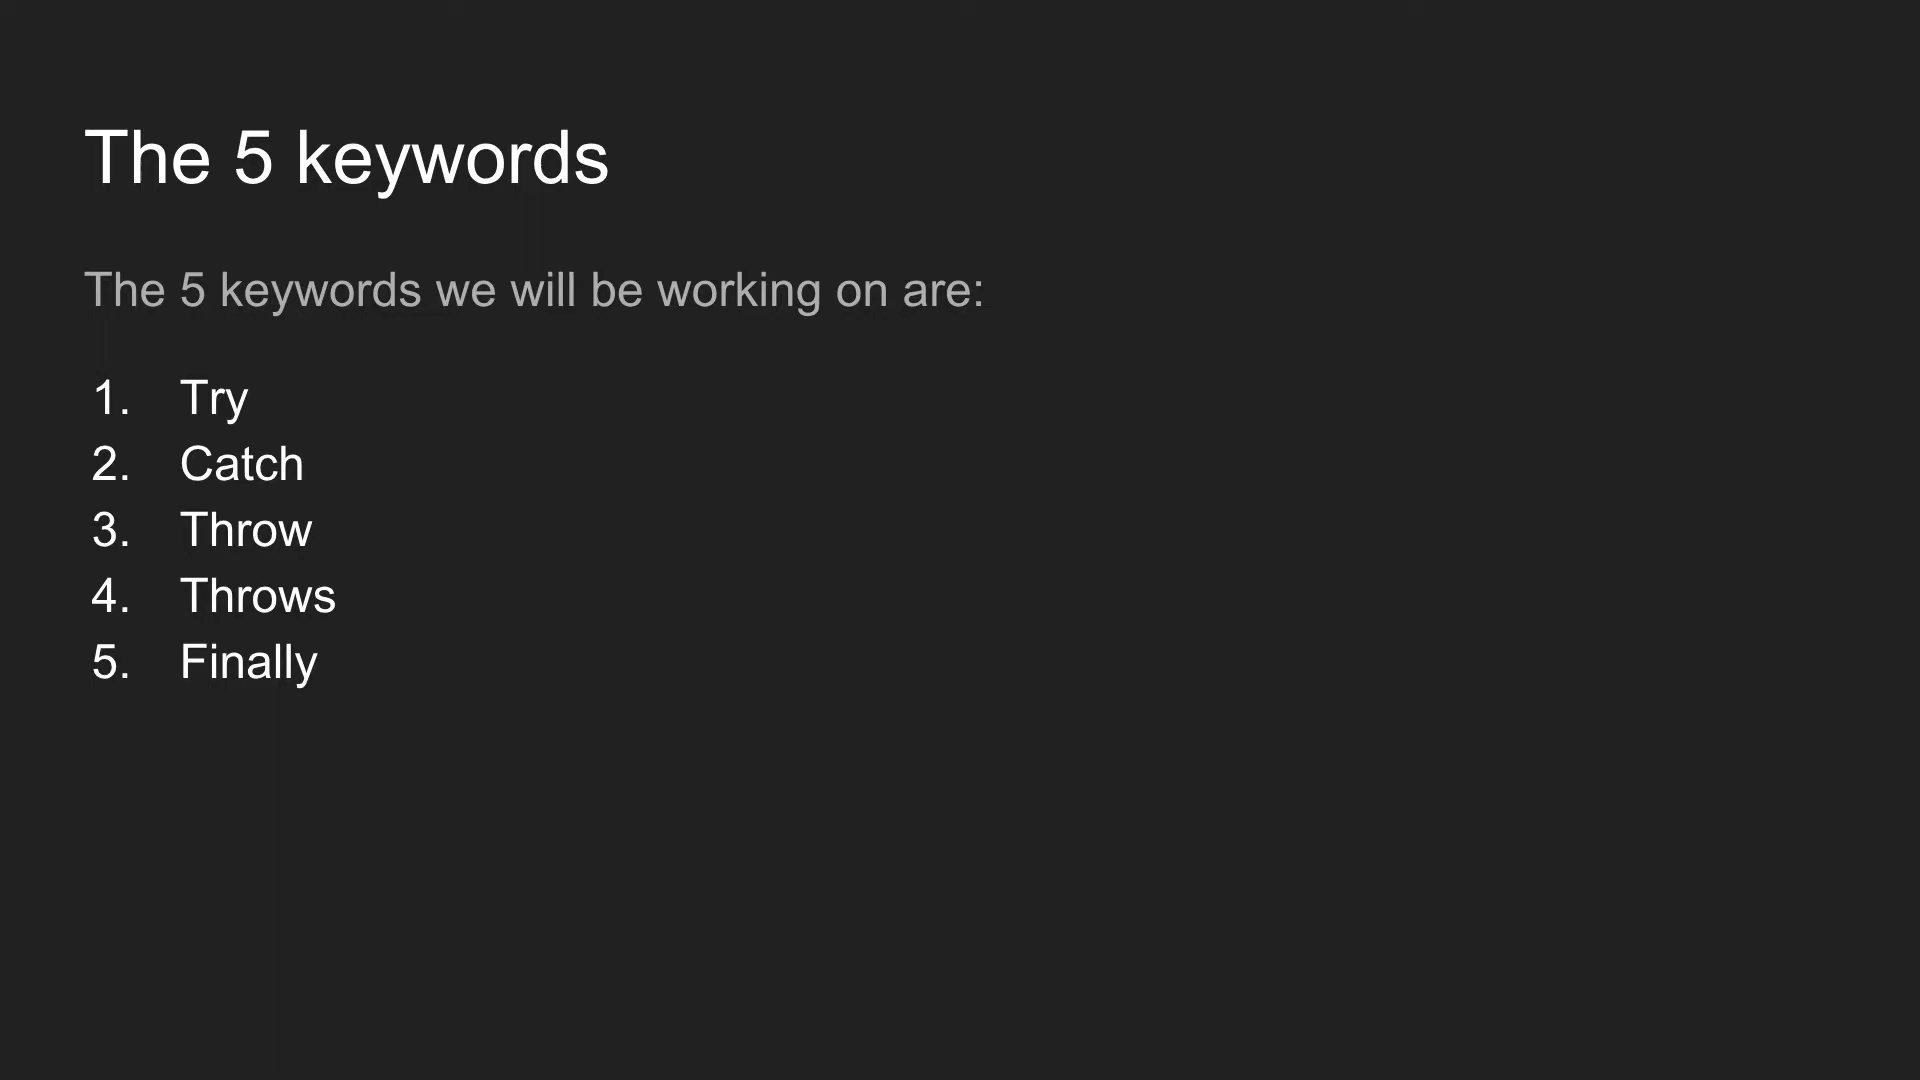 The 5 keywords
The 5 keywords we will be working on are:
1. Try
2. Catch
3. Throw
4. Throws
5. Finally